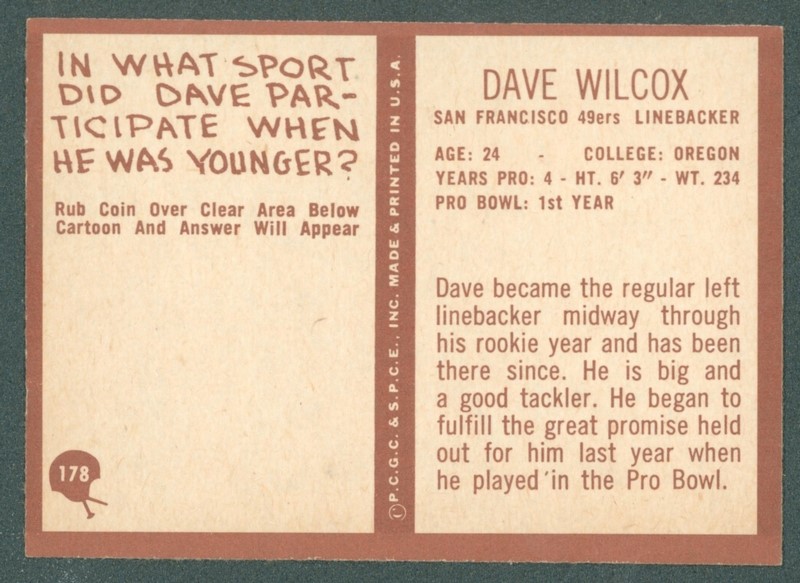 IN WHAT SPORT
DID DAVE PAR-
TICIPATE WHEN
HE WAS YOUNGER?
Rub Coin Over Clear Area Below
Cartoon And Answer Will Appear
178
© P.C.G.C. & S.P.C.E., INC. MADE & PRINTED IN U.S.A.
DAVE WILCOX
SAN FRANCISCO 49ers LINEBACKER
AGE: 24 - COLLEGE: OREGON
YEARS PRO: 4 - HT. 6' 3" - WT. 234
PRO BOWL: 1st YEAR
Dave became the regular left
linebacker midway through
his rookie year and has been
there since. He is big and
a good tackler. He began to
fulfill the great promise held
out for him last year when
he played in the Pro Bowl.